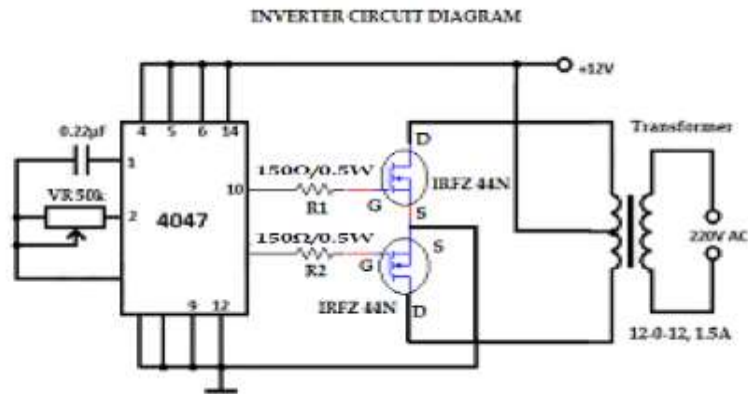 INVERTER CIRCUIT DIAGRAM
+12V
4 5 6 14
0.22µF
1
VR 50k
2
4047
10
150Ω/0.5W
R1
G
D
S
IRFZ 44N
150Ω/0.5W
R2
G
S
D
IRFZ 44N
9 12
Transformer
220V AC
12-0-12, 1.5A